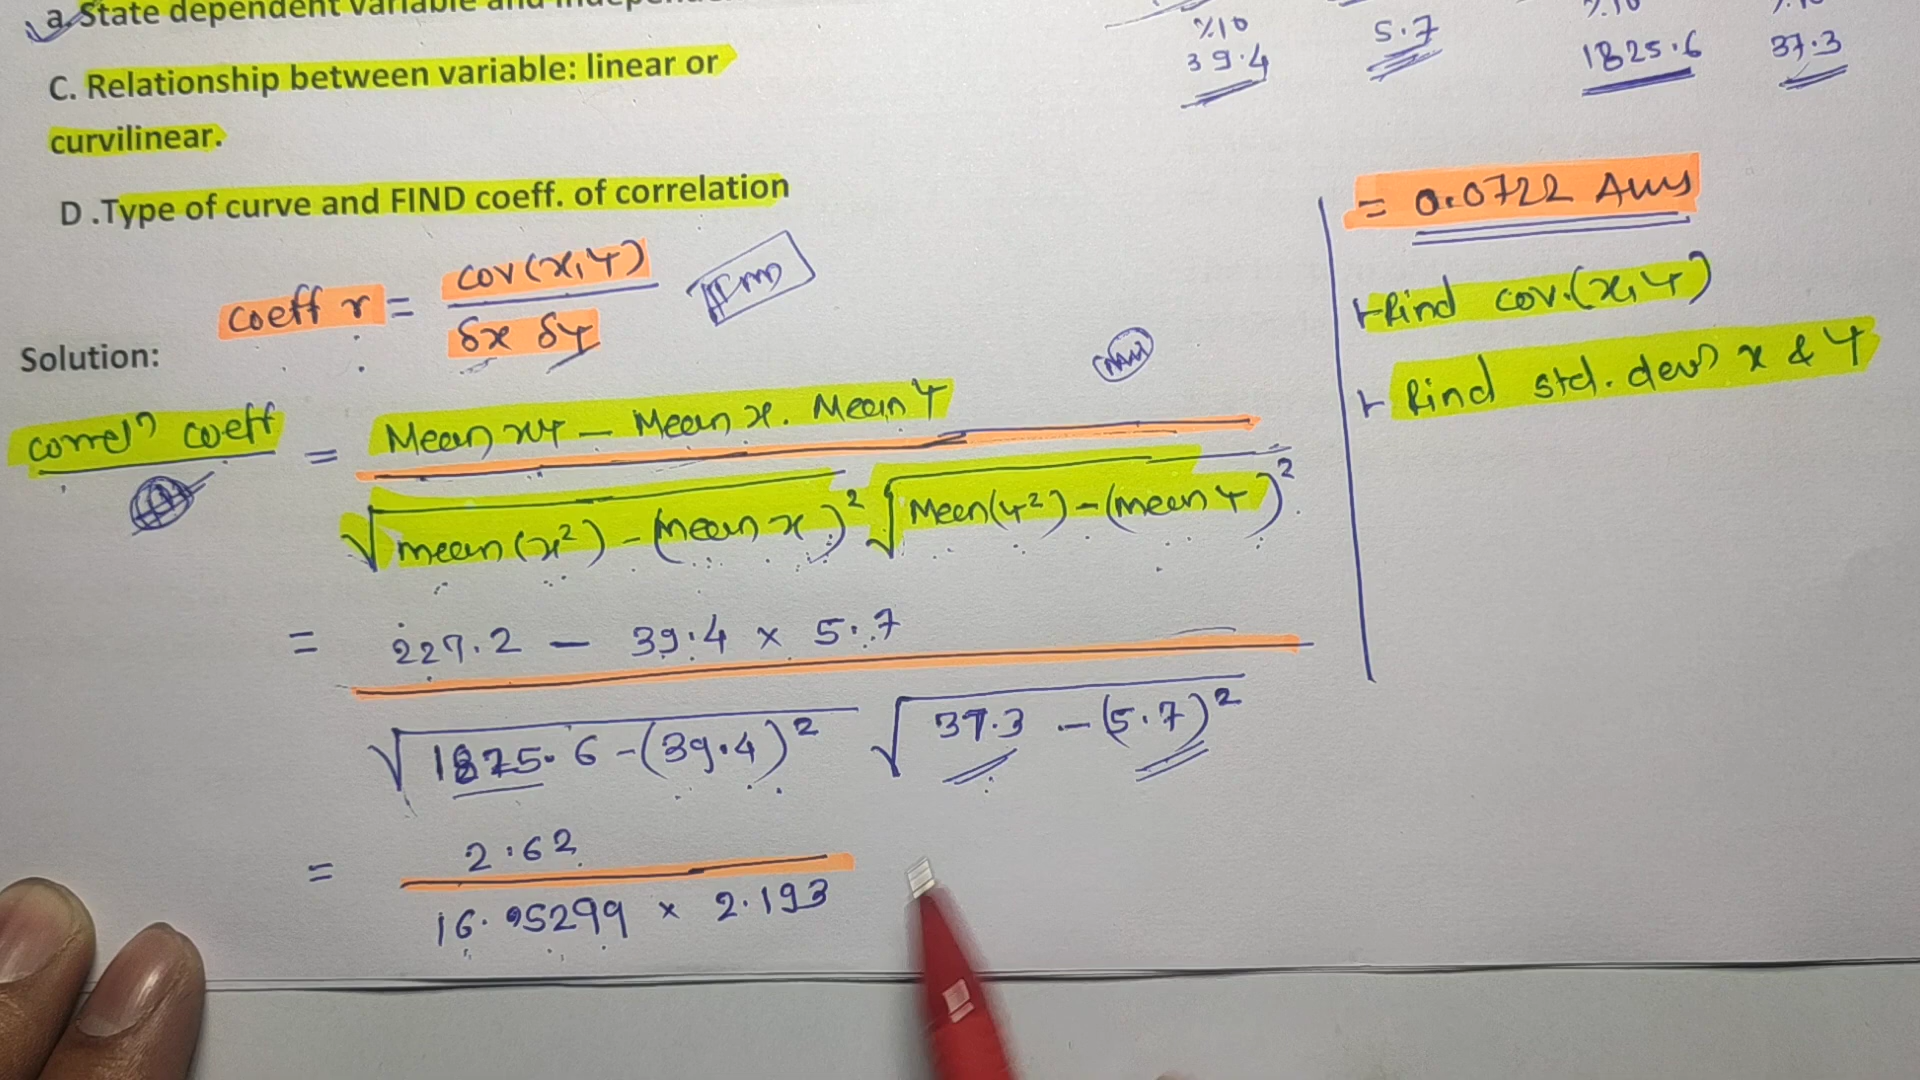 a. State dependent variable and
C. Relationship between variable: linear or
curvilinear.
D .Type of curve and FIND coeff. of correlation
%10
39.4 5.7 1825.6 37.3
coeff r = cov(x,y) / δx δy
Imp
Solution:
correlⁿ coeff = Mean xy – Mean x. Mean y
√mean(x²) – (mean x)² √Mean(y²) – (mean y)²
= 227.2 – 39.4 × 5.7
√1825.6 – (39.4)² √37.3 – (5.7)²
= 2.62
16.95299 × 2.193
= 0.0722 Ans
Find cov.(x,y)
Find std. devⁿ x & y